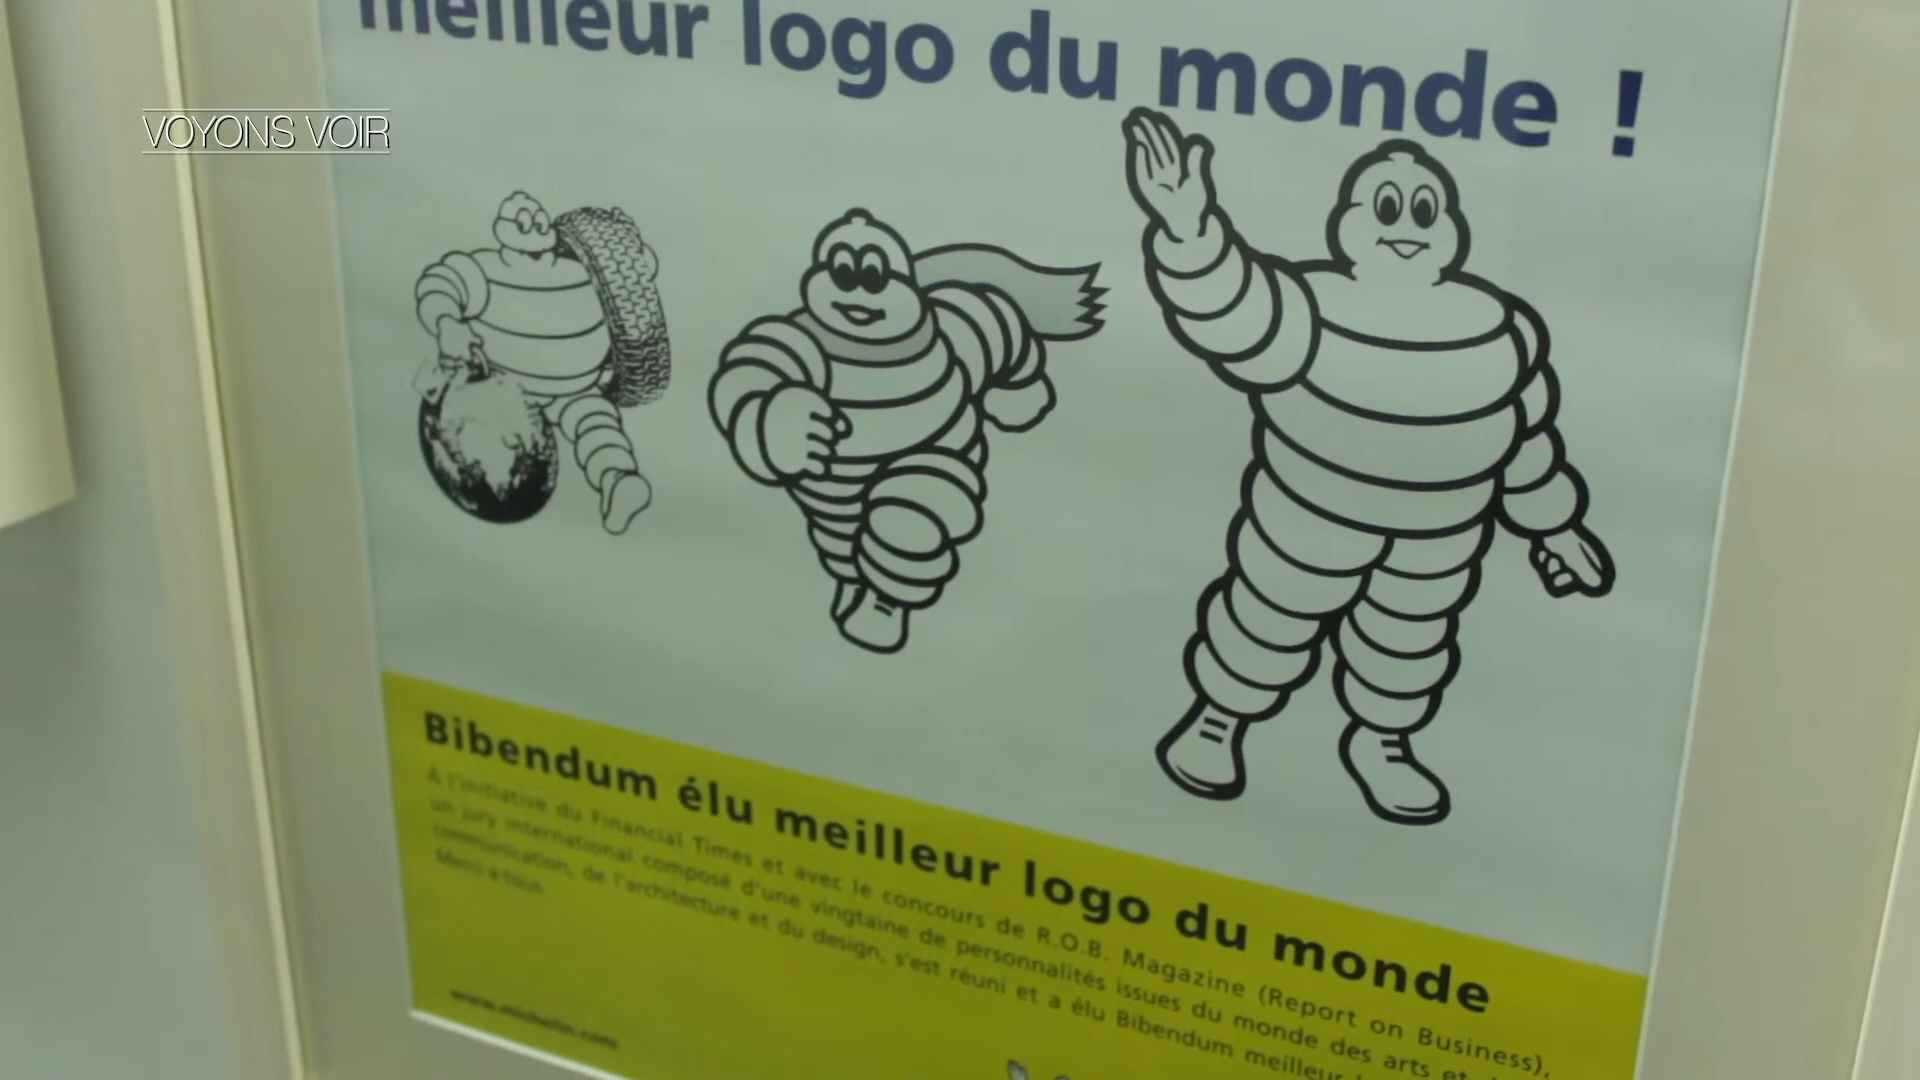 meilleur logo du monde !
VOYONS VOIR
Bibendum élu meilleur logo du monde
À l'initiative du Financial Times et avec le concours de R.O.B. Magazine (Report on Business),
un jury international composé d'une vingtaine de personnalités issues du monde des arts et
communication, de l'architecture et du design, s'est réuni et a élu Bibendum meilleur
Merci à tous
www.michelin.com